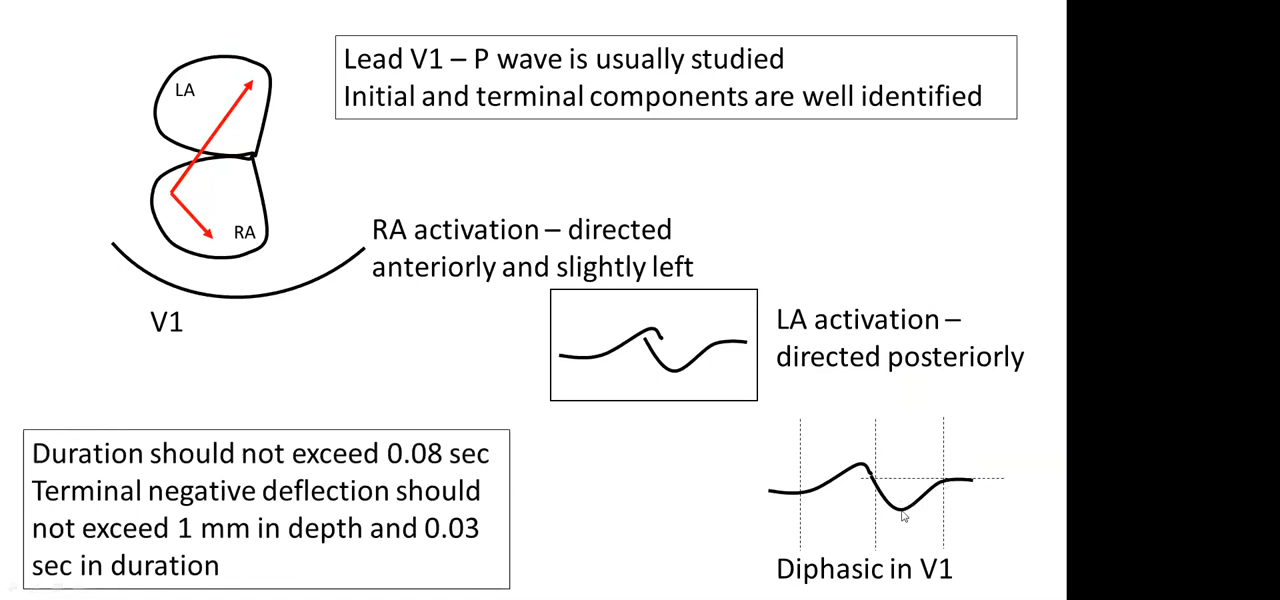 Lead V1 – P wave is usually studied
Initial and terminal components are well identified
LA
RA
V1
RA activation – directed
anteriorly and slightly left
LA activation –
directed posteriorly
Duration should not exceed 0.08 sec
Terminal negative deflection should
not exceed 1 mm in depth and 0.03
sec in duration
Diphasic in V1